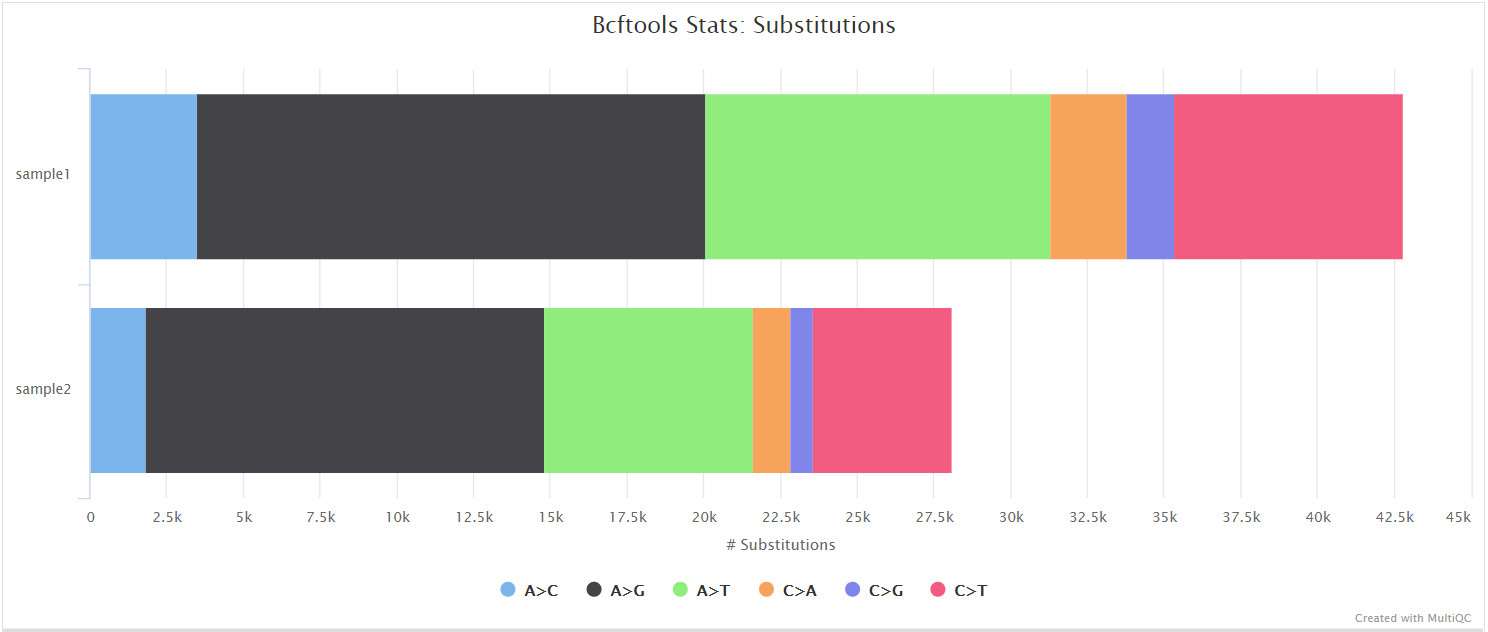 Bcftools Stats: Substitutions
sample1
sample2
0 2.5k 5k 7.5k 10k 12.5k 15k 17.5k 20k 22.5k 25k 27.5k 30k 32.5k 35k 37.5k 40k 42.5k 45k
# Substitutions
A>C A>G A>T C>A C>G C>T
Created with MultiQC